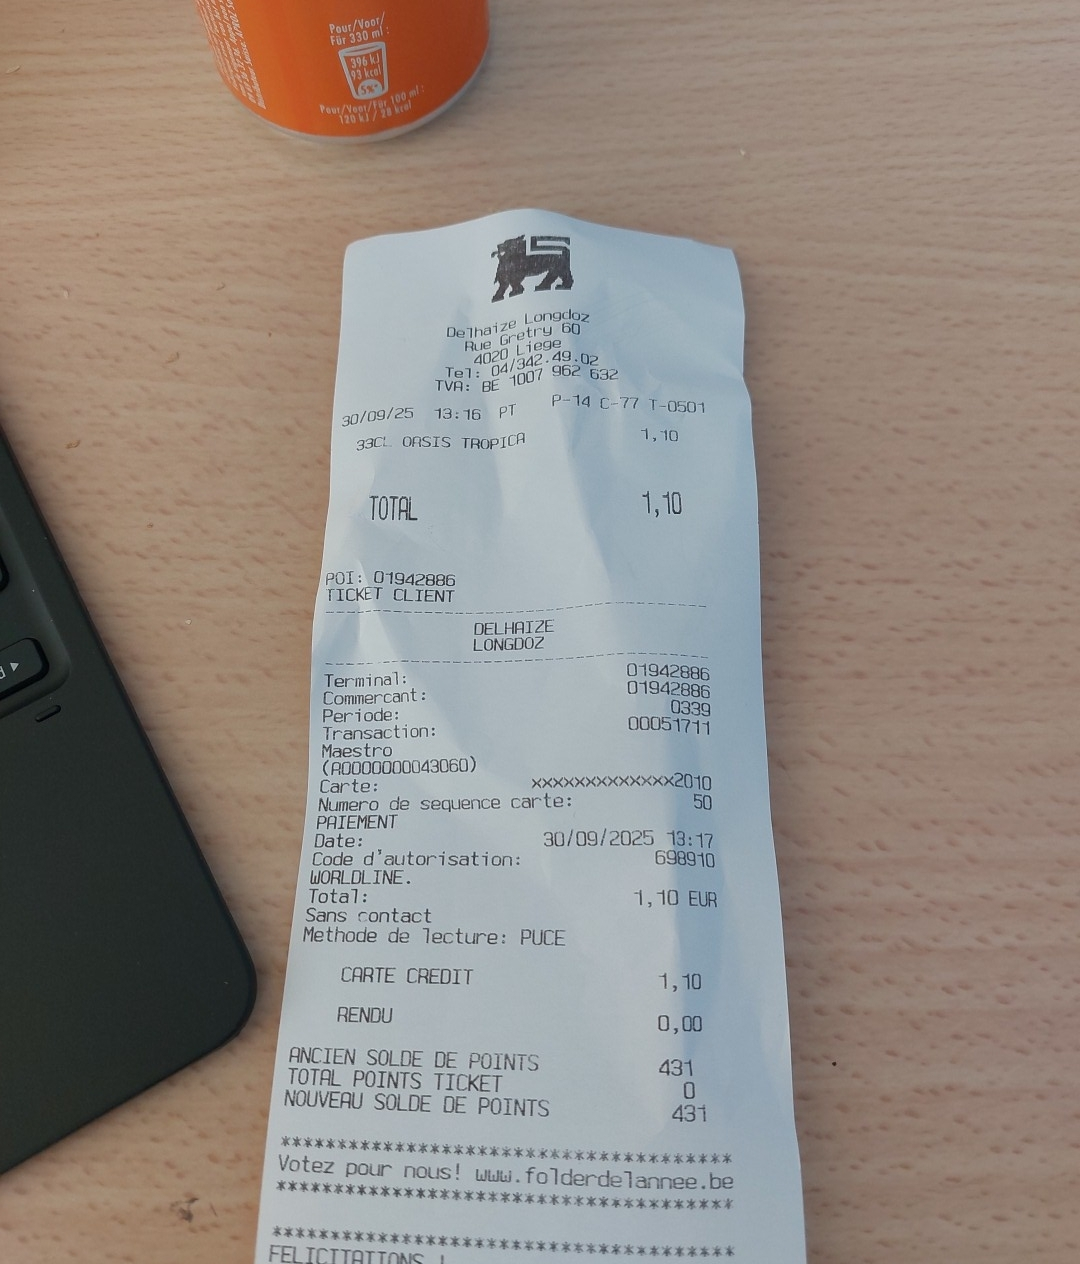 Pour/Voor/
Für 330 ml :
396 kJ
93 kcal
5%*
Pour/Voor/Für 100 ml :
120 kJ / 28 kcal
Delhaize Longdoz
Rue Gretry 60
4020 Liege
Tel: 04/342.49.02
TVA: BE 1007 962 632
30/09/25 13:16 PT P-14 C-77 T-0501
33CL OASIS TROPICA 1,10
TOTAL 1,10
POI: 01942886
TICKET CLIENT
DELHAIZE
LONGDOZ
Terminal: 01942886
Commercant: 01942886
Periode: 0339
Transaction: 00051711
Maestro
(A0000000043060)
Carte: xxxxxxxxxxxxx2010
Numero de sequence carte: 50
PAIEMENT
Date: 30/09/2025 13:17
Code d'autorisation: 698910
WORLDLINE.
Total: 1,10 EUR
Sans contact
Methode de lecture: PUCE
CARTE CREDIT 1,10
RENDU 0,00
ANCIEN SOLDE DE POINTS 431
TOTAL POINTS TICKET 0
NOUVEAU SOLDE DE POINTS 431
****************************************
Votez pour nous! www.folderdelannee.be
****************************************
****************************************
FELICITATIONS !